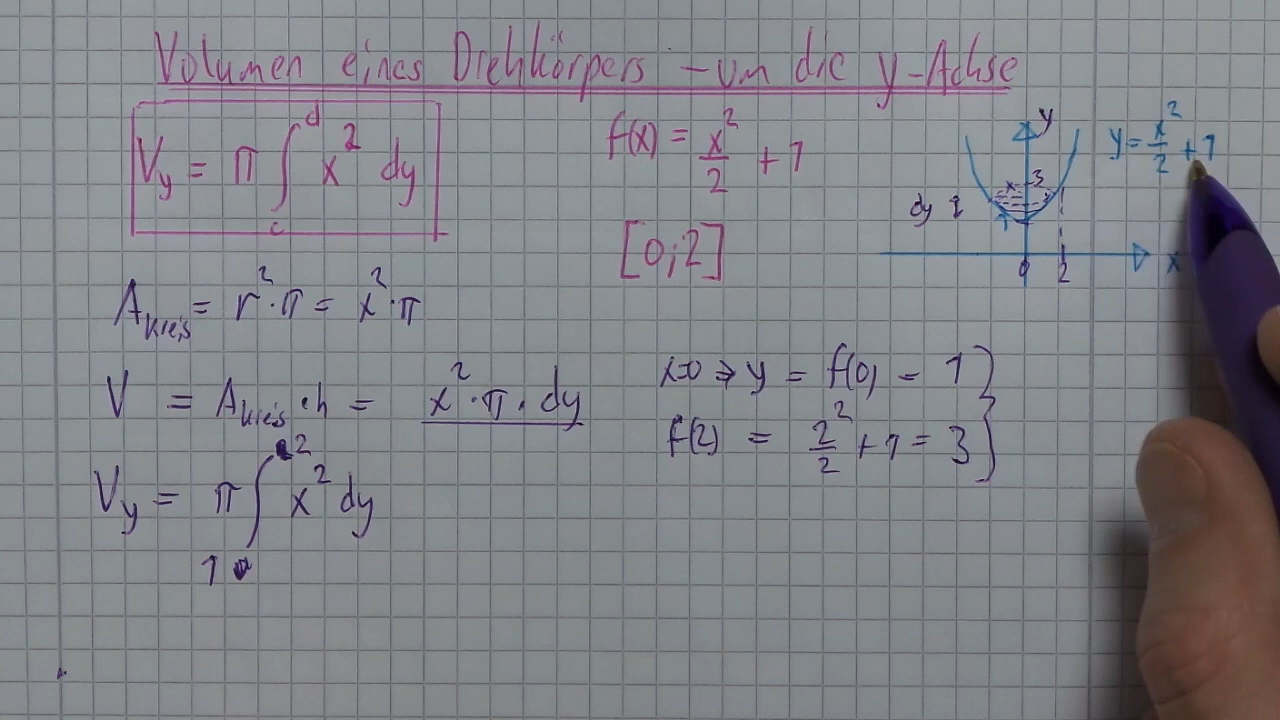 Volumen eines Drehkörpers - um die y-Achse
V_y = π ∫_c^d x² dy
f(x) = x²/2 + 1
[0;2]
y
y = x²/2 + 1
x
3
dy
1
0
2
x
A_Kreis = r²·π = x²·π
V = A_Kreis · h = x²·π·dy
V_y = π ∫_1^2 x² dy
x=0 ⇒ y = f(0) = 1
f(2) = 2²/2 + 1 = 3